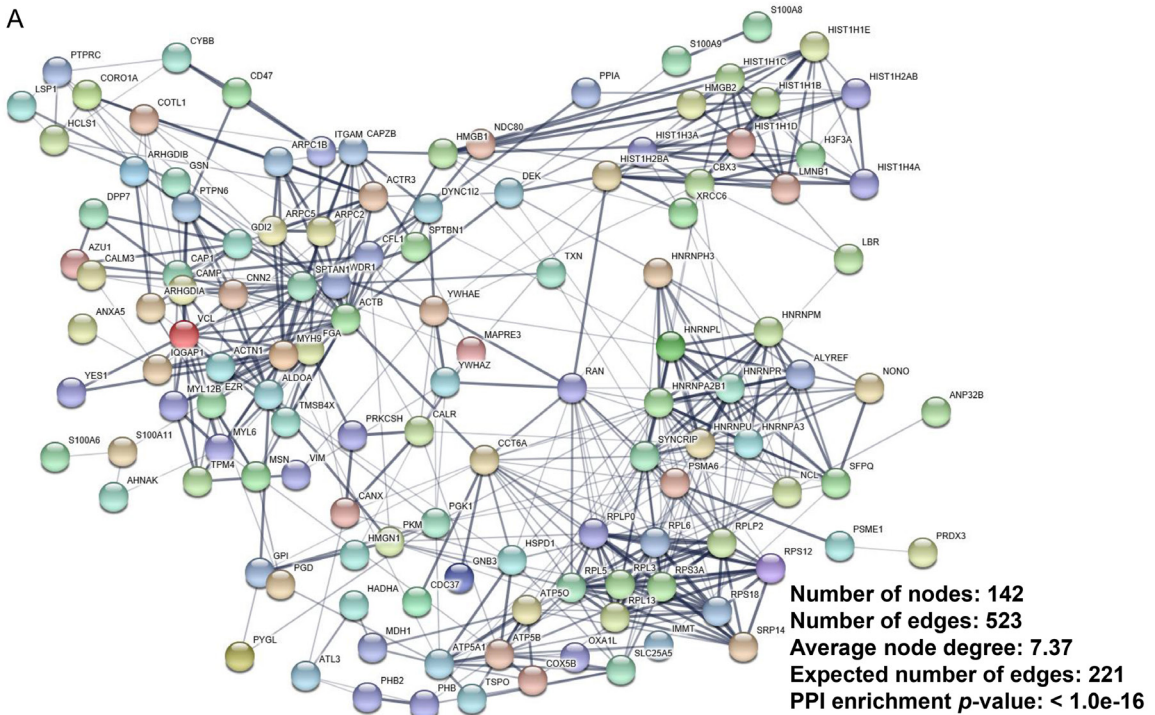 A
S100A8
CYBB
HIST1H1E
PTPRC
S100A9
HIST1H1C
CORO1A
CD47
PPIA
HIST1H2AB
LSP1
HMGB2
HIST1H1B
COTL1
HCLS1
NDC80
HIST1H1D
ITGAM
CAPZB
HMGB1
HIST1H3A
H3F3A
ARPC1B
ARHGDIB
HIST1H2BA
CBX3
GSN
LMNB1
HIST1H4A
ACTR3
DYNC1I2
DEK
PTPN6
XRCC6
DPP7
ARPC5
ARPC2
GDI2
SPTBN1
CFL1
LBR
AZU1
CALM3
CAP1
TXN
HNRNPH3
CAMP
CNN2
SPTAN1
WDR1
ARHGDIA
YWHAE
ACTB
ANXA5
VCL
HNRNPM
FGA
MYH9
MAPRE3
HNRNPL
IQGAP1
ACTN1
YWHAZ
ALYREF
RAN
HNRNPR
NONO
YES1
MYL12B
EZR
ALDOA
HNRNPA2B1
ANP32B
TMSB4X
PRKCSH
CALR
HNRNPU
HNRNPA3
S100A6
S100A11
MYL6
CCT6A
SYNCRIP
PSMA6
TPM4
MSN
VIM
NCL
SFPQ
AHNAK
CANX
PGK1
PKM
RPLP0
RPL6
RPLP2
PSME1
PRDX3
HMGN1
HSPD1
GPI
PGD
GNB3
RPL5
RPL3
RPS3A
RPS12
HADHA
CDC37
ATP5O
RPL13
RPS18
PYGL
MDH1
ATP5A1
ATP5B
OXA1L
IMMT
SRP14
ATL3
COX5B
SLC25A5
PHB2
PHB
TSPO
Number of nodes: 142
Number of edges: 523
Average node degree: 7.37
Expected number of edges: 221
PPI enrichment p-value: < 1.0e-16